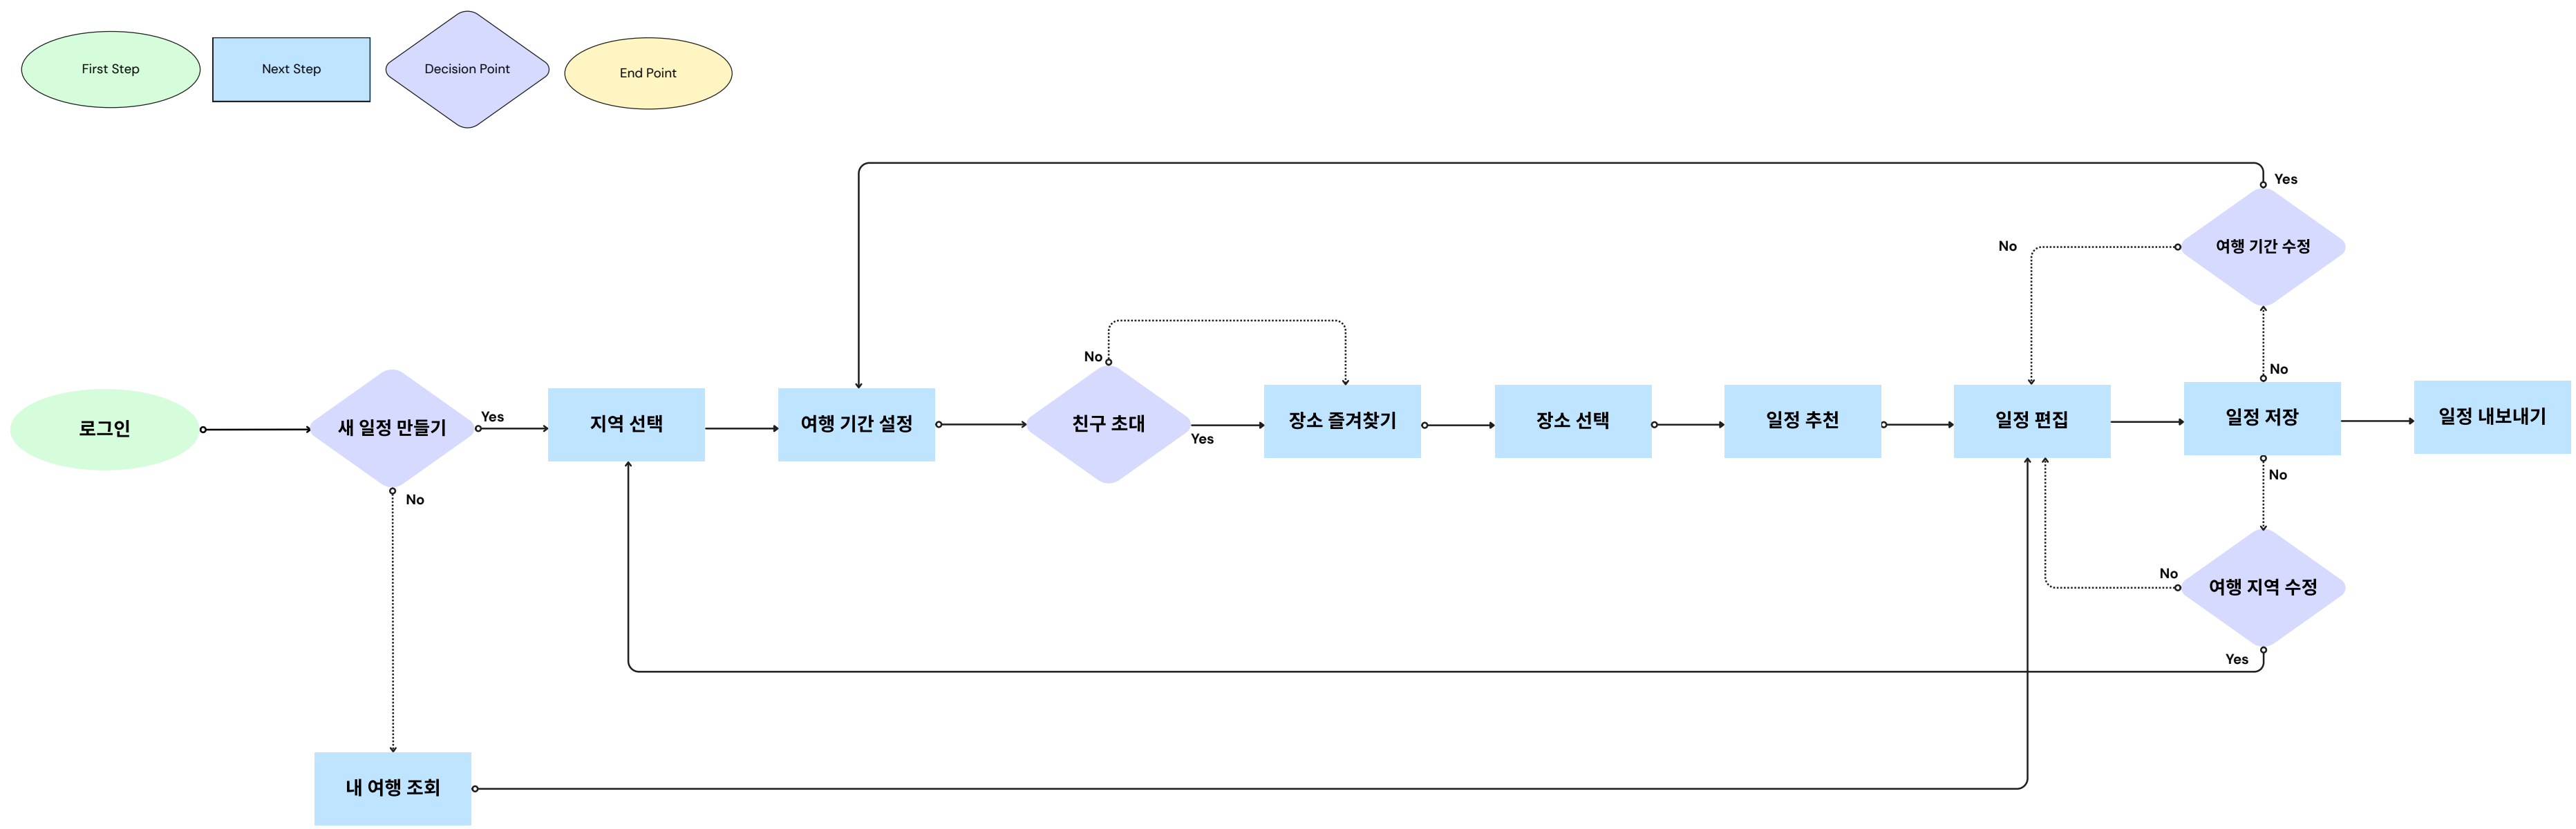 First Step
Next Step
Decision Point
End Point
Yes
여행 기간 수정
No
No
No
로그인
새 일정 만들기
Yes
지역 선택
여행 기간 설정
친구 초대
Yes
장소 즐겨찾기
장소 선택
일정 추천
일정 편집
일정 저장
일정 내보내기
No
No
No
여행 지역 수정
Yes
내 여행 조회